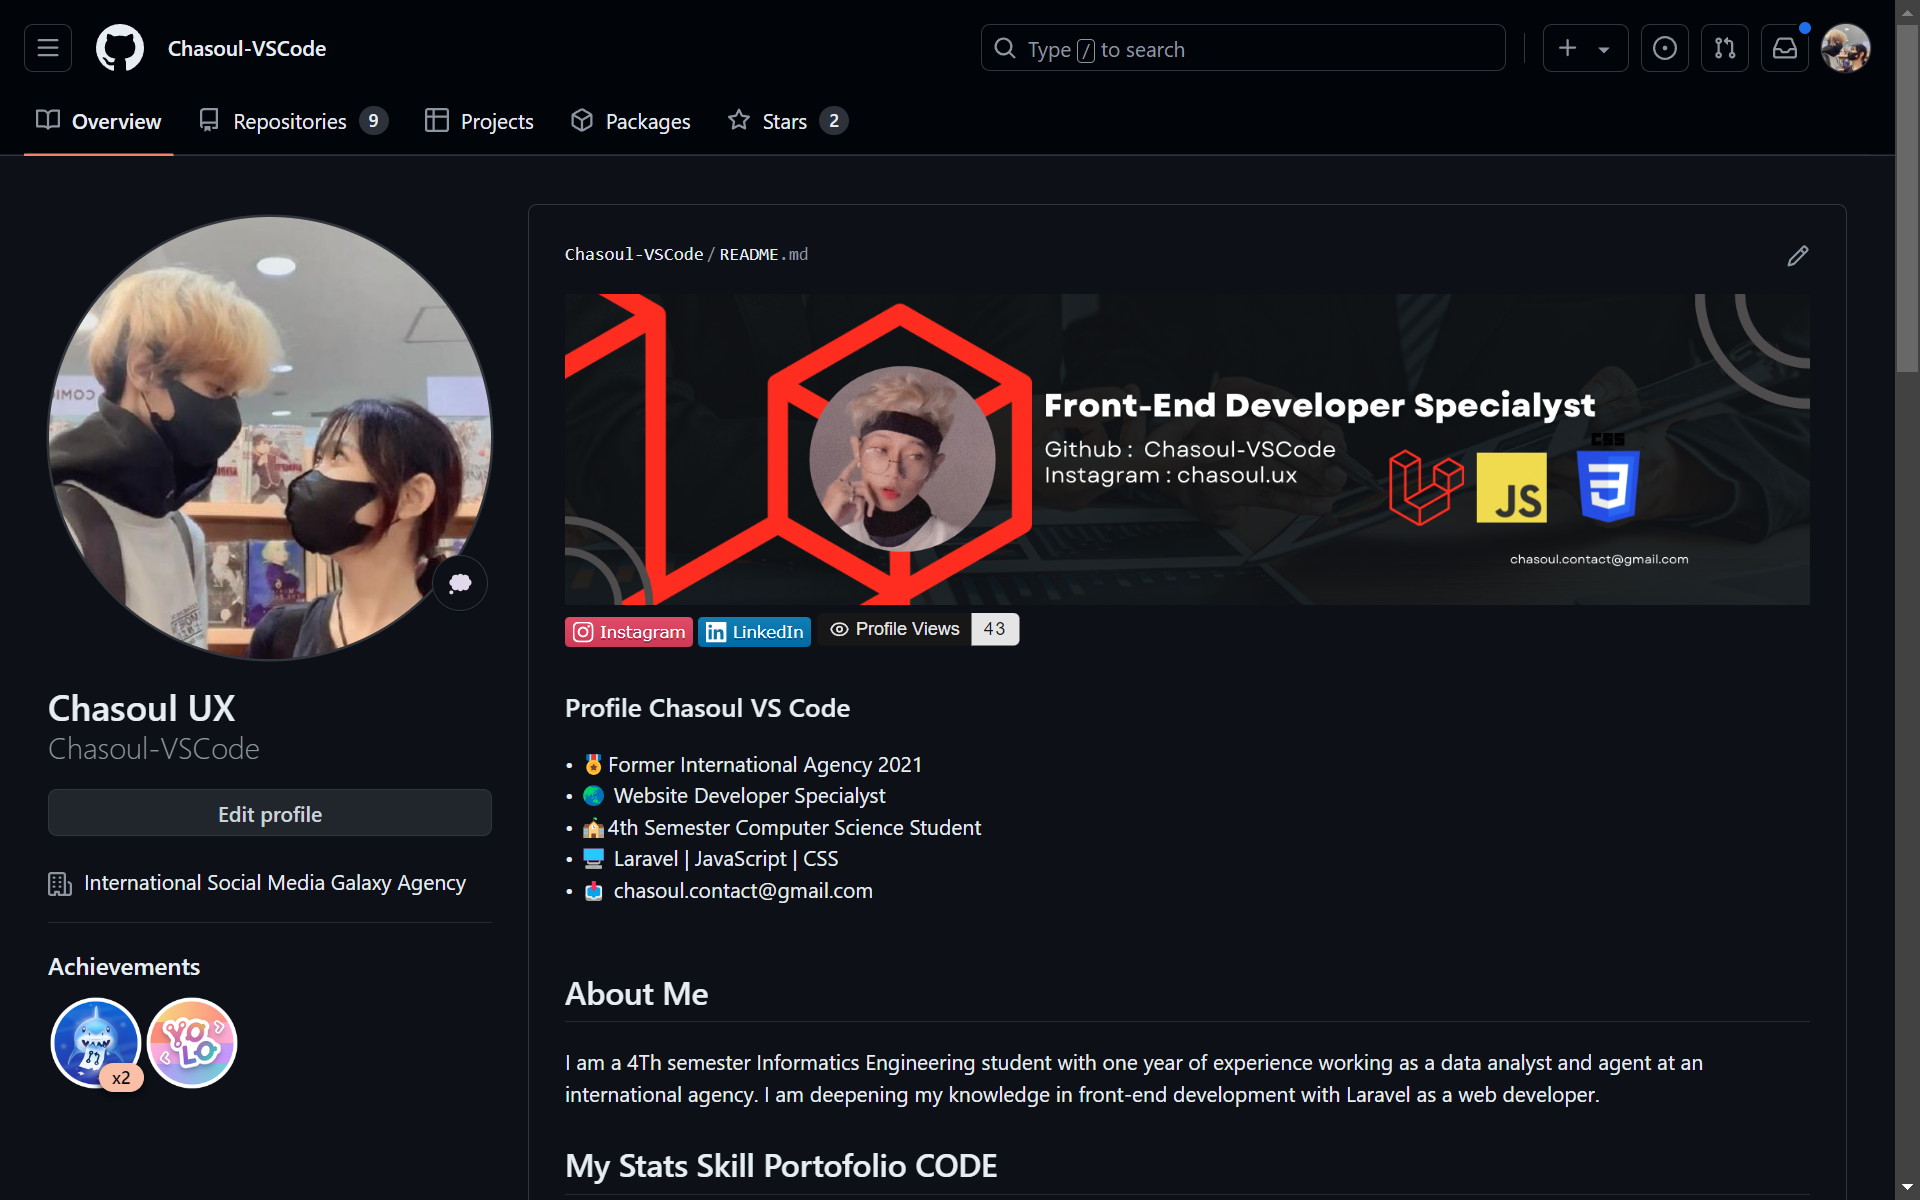 Chasoul-VSCode
Type / to search
Overview
Repositories 9
Projects
Packages
Stars 2
Chasoul-VSCode/README.md
Front-End Developer Specialyst
Github : Chasoul-VSCode
Instagram : chasoul.ux
CSS
JS
3
chasoul.contact@gmail.com
Instagram
LinkedIn
Profile Views 43
Chasoul UX
Chasoul-VSCode
Edit profile
International Social Media Galaxy Agency
Achievements
x2
YOLO
Profile Chasoul VS Code
• Former International Agency 2021
• Website Developer Specialyst
• 4th Semester Computer Science Student
• Laravel | JavaScript | CSS
• chasoul.contact@gmail.com
About Me
I am a 4Th semester Informatics Engineering student with one year of experience working as a data analyst and agent at an
international agency. I am deepening my knowledge in front-end development with Laravel as a web developer.
My Stats Skill Portofolio CODE